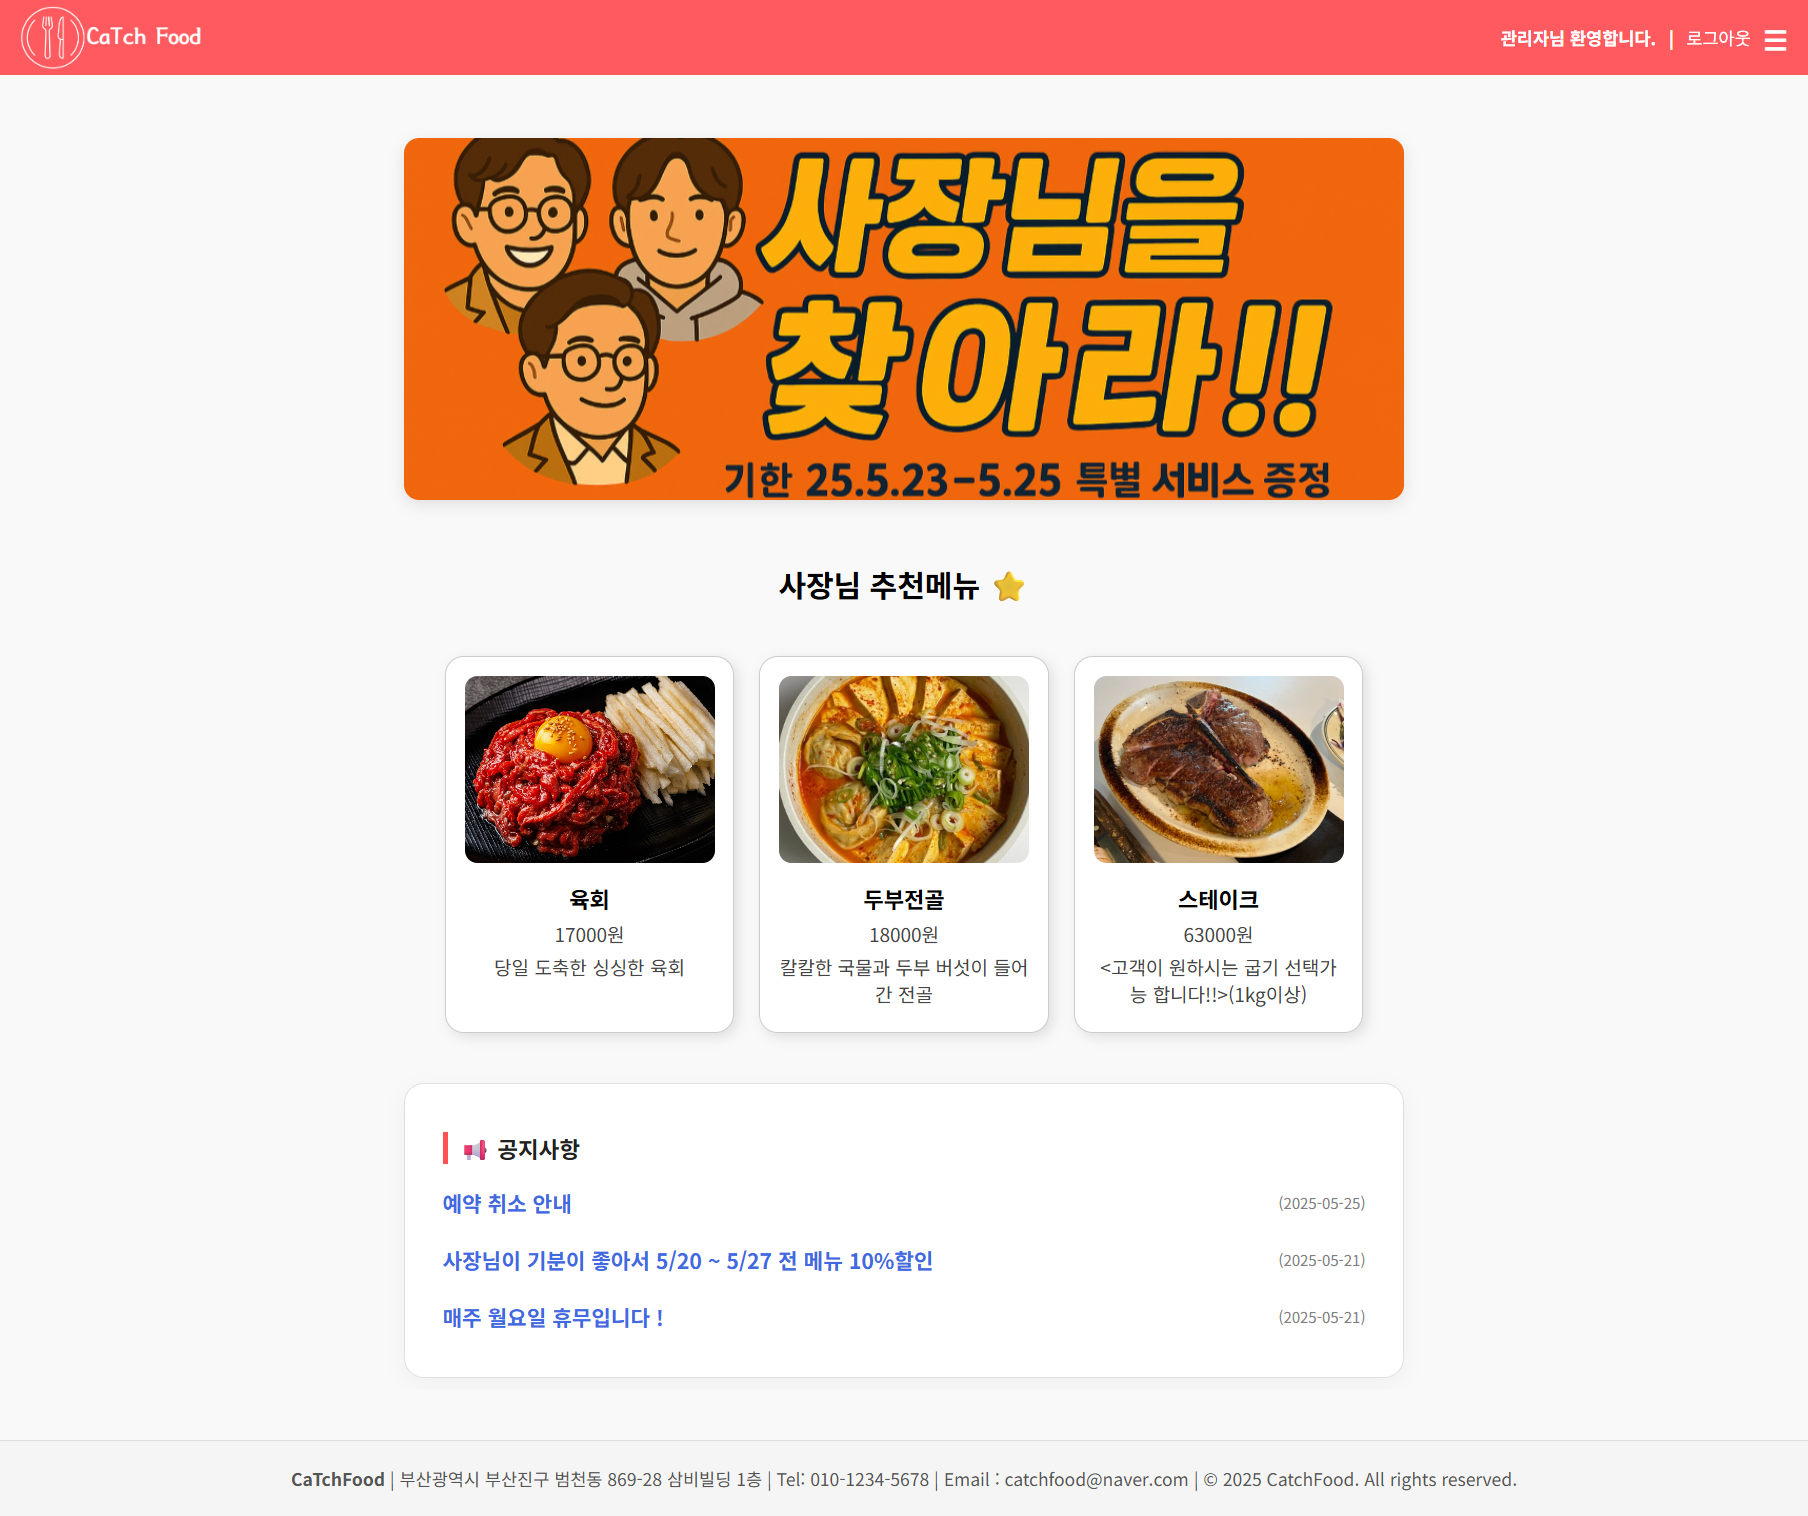 CaTch Food
관리자님 환영합니다. | 로그아웃
사장님을
찾아라!!
기한 25.5.23-5.25 특별 서비스 증정
사장님 추천메뉴
육회
17000원
당일 도축한 싱싱한 육회
두부전골
18000원
칼칼한 국물과 두부 버섯이 들어
간 전골
스테이크
63000원
<고객이 원하시는 굽기 선택가
능 합니다!!>(1kg이상)
공지사항
예약 취소 안내 (2025-05-25)
사장님이 기분이 좋아서 5/20 ~ 5/27 전 메뉴 10%할인 (2025-05-21)
매주 월요일 휴무입니다 ! (2025-05-21)
CaTchFood | 부산광역시 부산진구 범천동 869-28 삼비빌딩 1층 | Tel: 010-1234-5678 | Email : catchfood@naver.com | © 2025 CatchFood. All rights reserved.